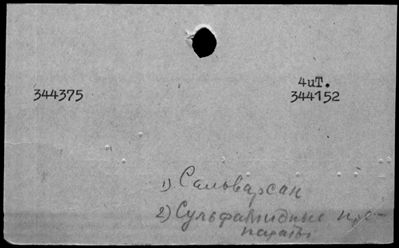 4иТ.
344375 344152
1) Сальварсан
2) Сульфамидные пре-
параты